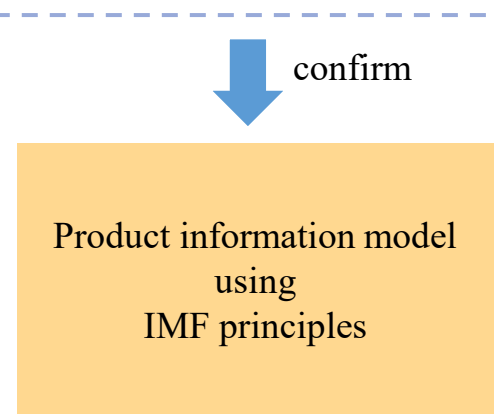 confirm
Product information model
using
IMF principles